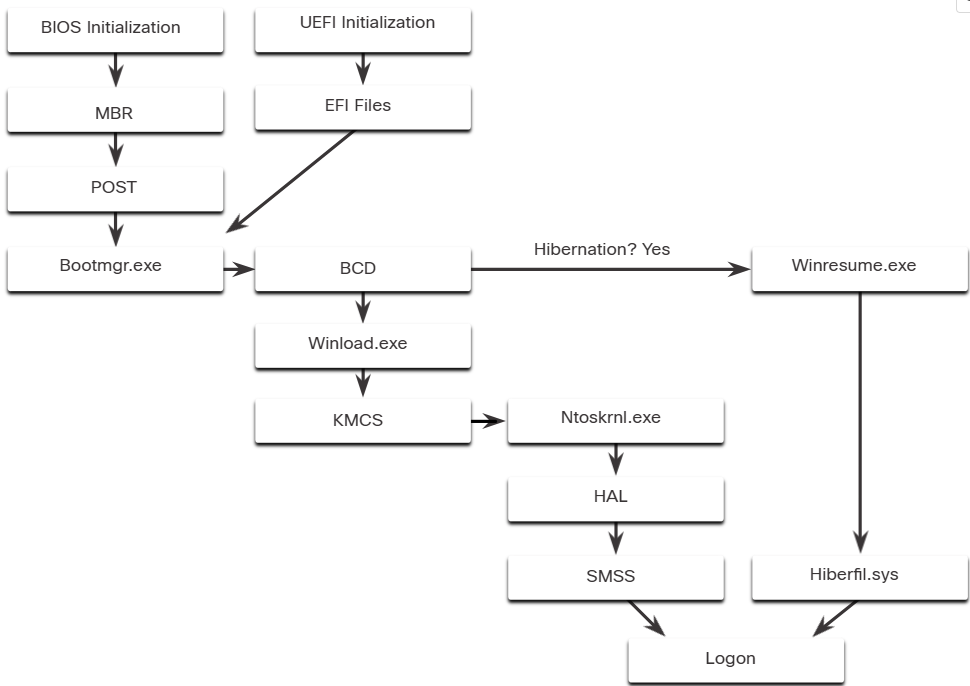 BIOS Initialization
UEFI Initialization
MBR
EFI Files
POST
Bootmgr.exe
BCD
Hibernation? Yes
Winresume.exe
Winload.exe
KMCS
Ntoskrnl.exe
HAL
SMSS
Hiberfil.sys
Logon